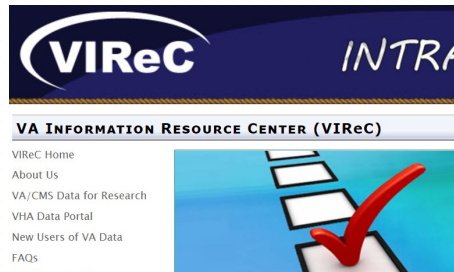 VIReC
INTRA
VA INFORMATION RESOURCE CENTER (VIReC)
VIReC Home
About Us
VA/CMS Data for Research
VHA Data Portal
New Users of VA Data
FAQs